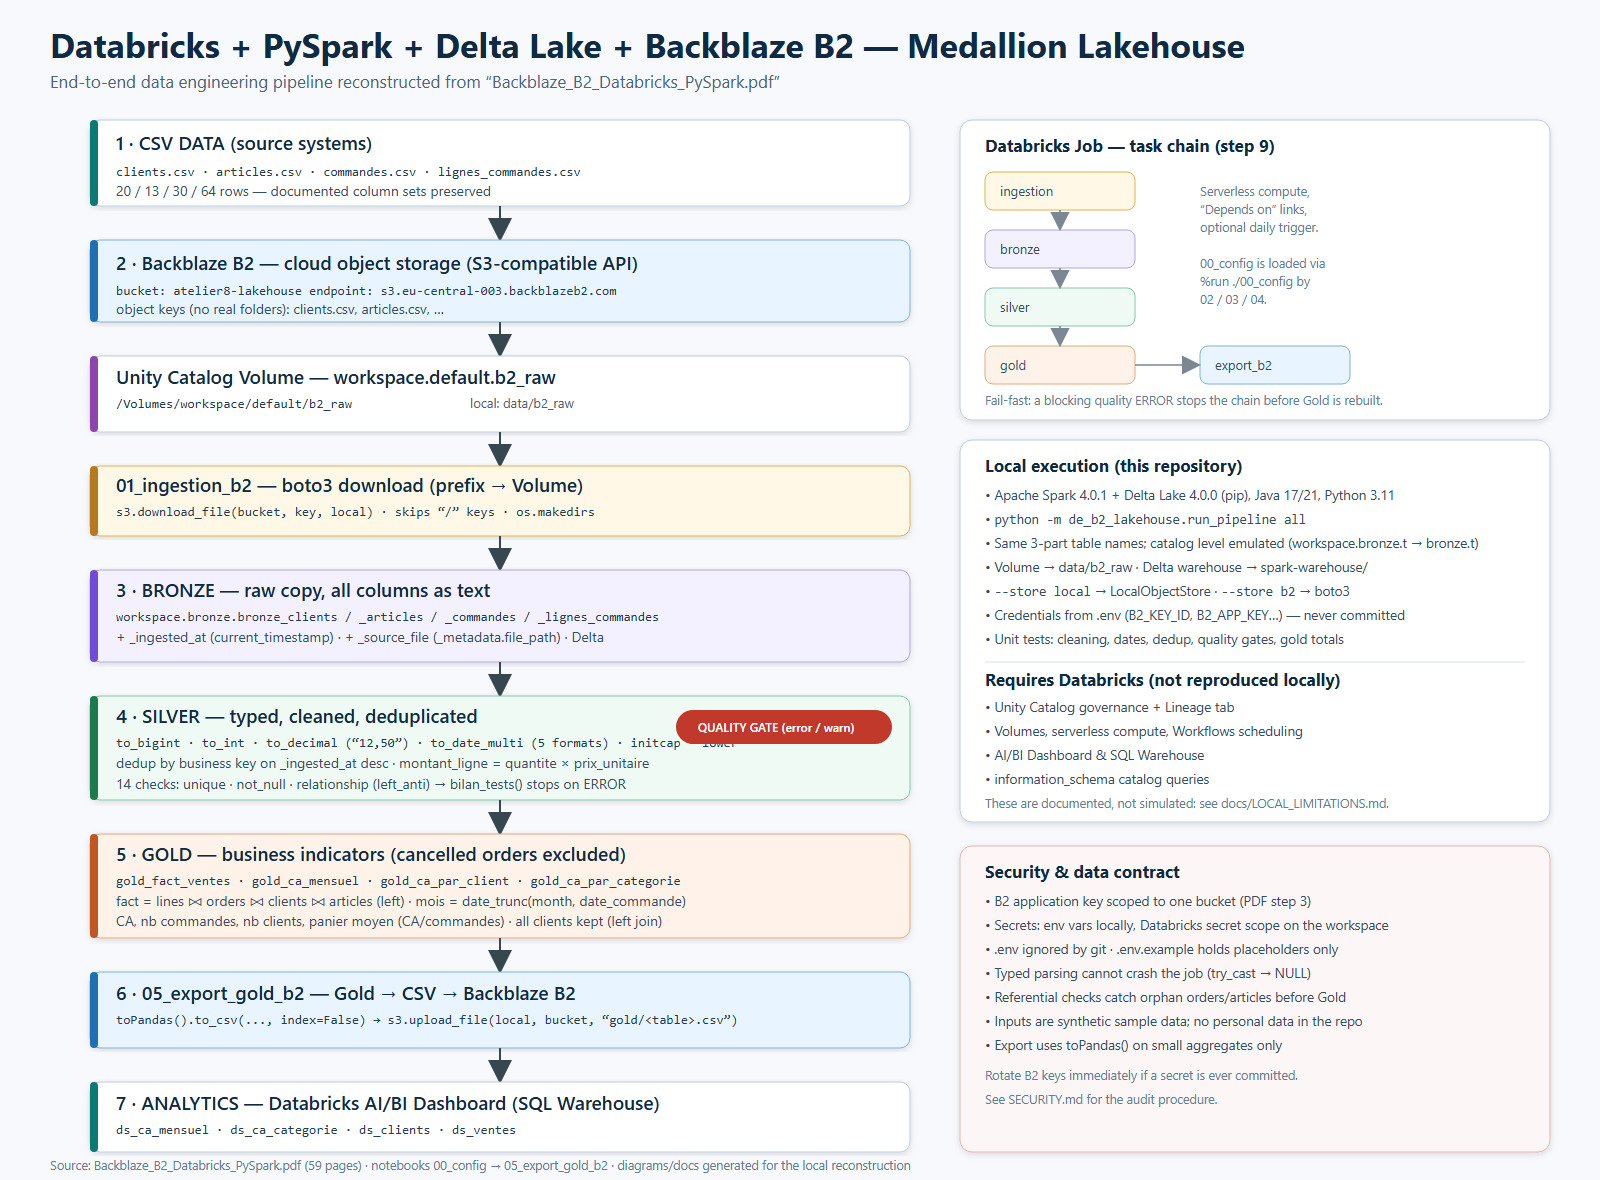 Databricks + PySpark + Delta Lake + Backblaze B2 — Medallion Lakehouse
End-to-end data engineering pipeline reconstructed from “Backblaze_B2_Databricks_PySpark.pdf”
1 · CSV DATA (source systems)
clients.csv · articles.csv · commandes.csv · lignes_commandes.csv
20 / 13 / 30 / 64 rows — documented column sets preserved
2 · Backblaze B2 — cloud object storage (S3-compatible API)
bucket: atelier8-lakehouse endpoint: s3.eu-central-003.backblazeb2.com
object keys (no real folders): clients.csv, articles.csv, ...
Unity Catalog Volume — workspace.default.b2_raw
/Volumes/workspace/default/b2_raw local: data/b2_raw
01_ingestion_b2 — boto3 download (prefix → Volume)
s3.download_file(bucket, key, local) · skips “/” keys · os.makedirs
3 · BRONZE — raw copy, all columns as text
workspace.bronze.bronze_clients / _articles / _commandes / _lignes_commandes
+ _ingested_at (current_timestamp) · + _source_file (_metadata.file_path) · Delta
4 · SILVER — typed, cleaned, deduplicated
QUALITY GATE (error / warn)
to_bigint · to_int · to_decimal (“12,50”) · to_date_multi (5 formats) · initcap
dedup by business key on _ingested_at desc · montant_ligne = quantite × prix_unitaire
14 checks: unique · not_null · relationship (left_anti) → bilan_tests() stops on ERROR
5 · GOLD — business indicators (cancelled orders excluded)
gold_fact_ventes · gold_ca_mensuel · gold_ca_par_client · gold_ca_par_categorie
fact = lines ⋈ orders ⋈ clients ⋈ articles (left) · mois = date_trunc(month, date_commande)
CA, nb commandes, nb clients, panier moyen (CA/commandes) · all clients kept (left join)
6 · 05_export_gold_b2 — Gold → CSV → Backblaze B2
toPandas().to_csv(..., index=False) → s3.upload_file(local, bucket, “gold/<table>.csv”)
7 · ANALYTICS — Databricks AI/BI Dashboard (SQL Warehouse)
ds_ca_mensuel · ds_ca_categorie · ds_clients · ds_ventes
Source: Backblaze_B2_Databricks_PySpark.pdf (59 pages) · notebooks 00_config → 05_export_gold_b2 · diagrams/docs generated for the local reconstruction
Databricks Job — task chain (step 9)
ingestion
bronze
silver
gold
export_b2
Serverless compute,
“Depends on” links,
optional daily trigger.
00_config is loaded via
%run ./00_config by
02 / 03 / 04.
Fail-fast: a blocking quality ERROR stops the chain before Gold is rebuilt.
Local execution (this repository)
• Apache Spark 4.0.1 + Delta Lake 4.0.0 (pip), Java 17/21, Python 3.11
• python -m de_b2_lakehouse.run_pipeline all
• Same 3-part table names; catalog level emulated (workspace.bronze.t → bronze.t)
• Volume → data/b2_raw · Delta warehouse → spark-warehouse/
• --store local → LocalObjectStore · --store b2 → boto3
• Credentials from .env (B2_KEY_ID, B2_APP_KEY...) — never committed
• Unit tests: cleaning, dates, dedup, quality gates, gold totals
Requires Databricks (not reproduced locally)
• Unity Catalog governance + Lineage tab
• Volumes, serverless compute, Workflows scheduling
• AI/BI Dashboard & SQL Warehouse
• information_schema catalog queries
These are documented, not simulated: see docs/LOCAL_LIMITATIONS.md.
Security & data contract
• B2 application key scoped to one bucket (PDF step 3)
• Secrets: env vars locally, Databricks secret scope on the workspace
• .env ignored by git · .env.example holds placeholders only
• Typed parsing cannot crash the job (try_cast → NULL)
• Referential checks catch orphan orders/articles before Gold
• Inputs are synthetic sample data; no personal data in the repo
• Export uses toPandas() on small aggregates only
Rotate B2 keys immediately if a secret is ever committed.
See SECURITY.md for the audit procedure.